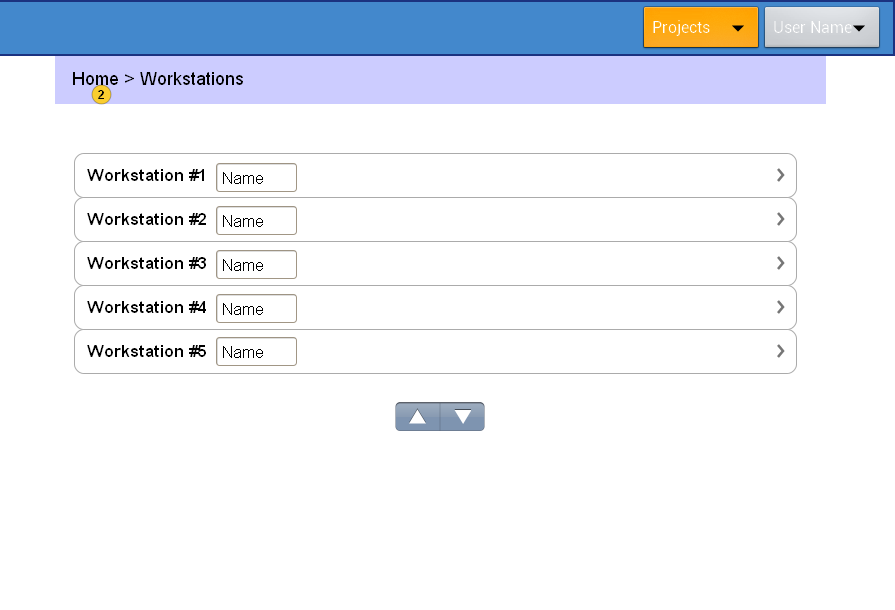 Projects User Name
Home > Workstations
2
Workstation #1 Name
Workstation #2 Name
Workstation #3 Name
Workstation #4 Name
Workstation #5 Name